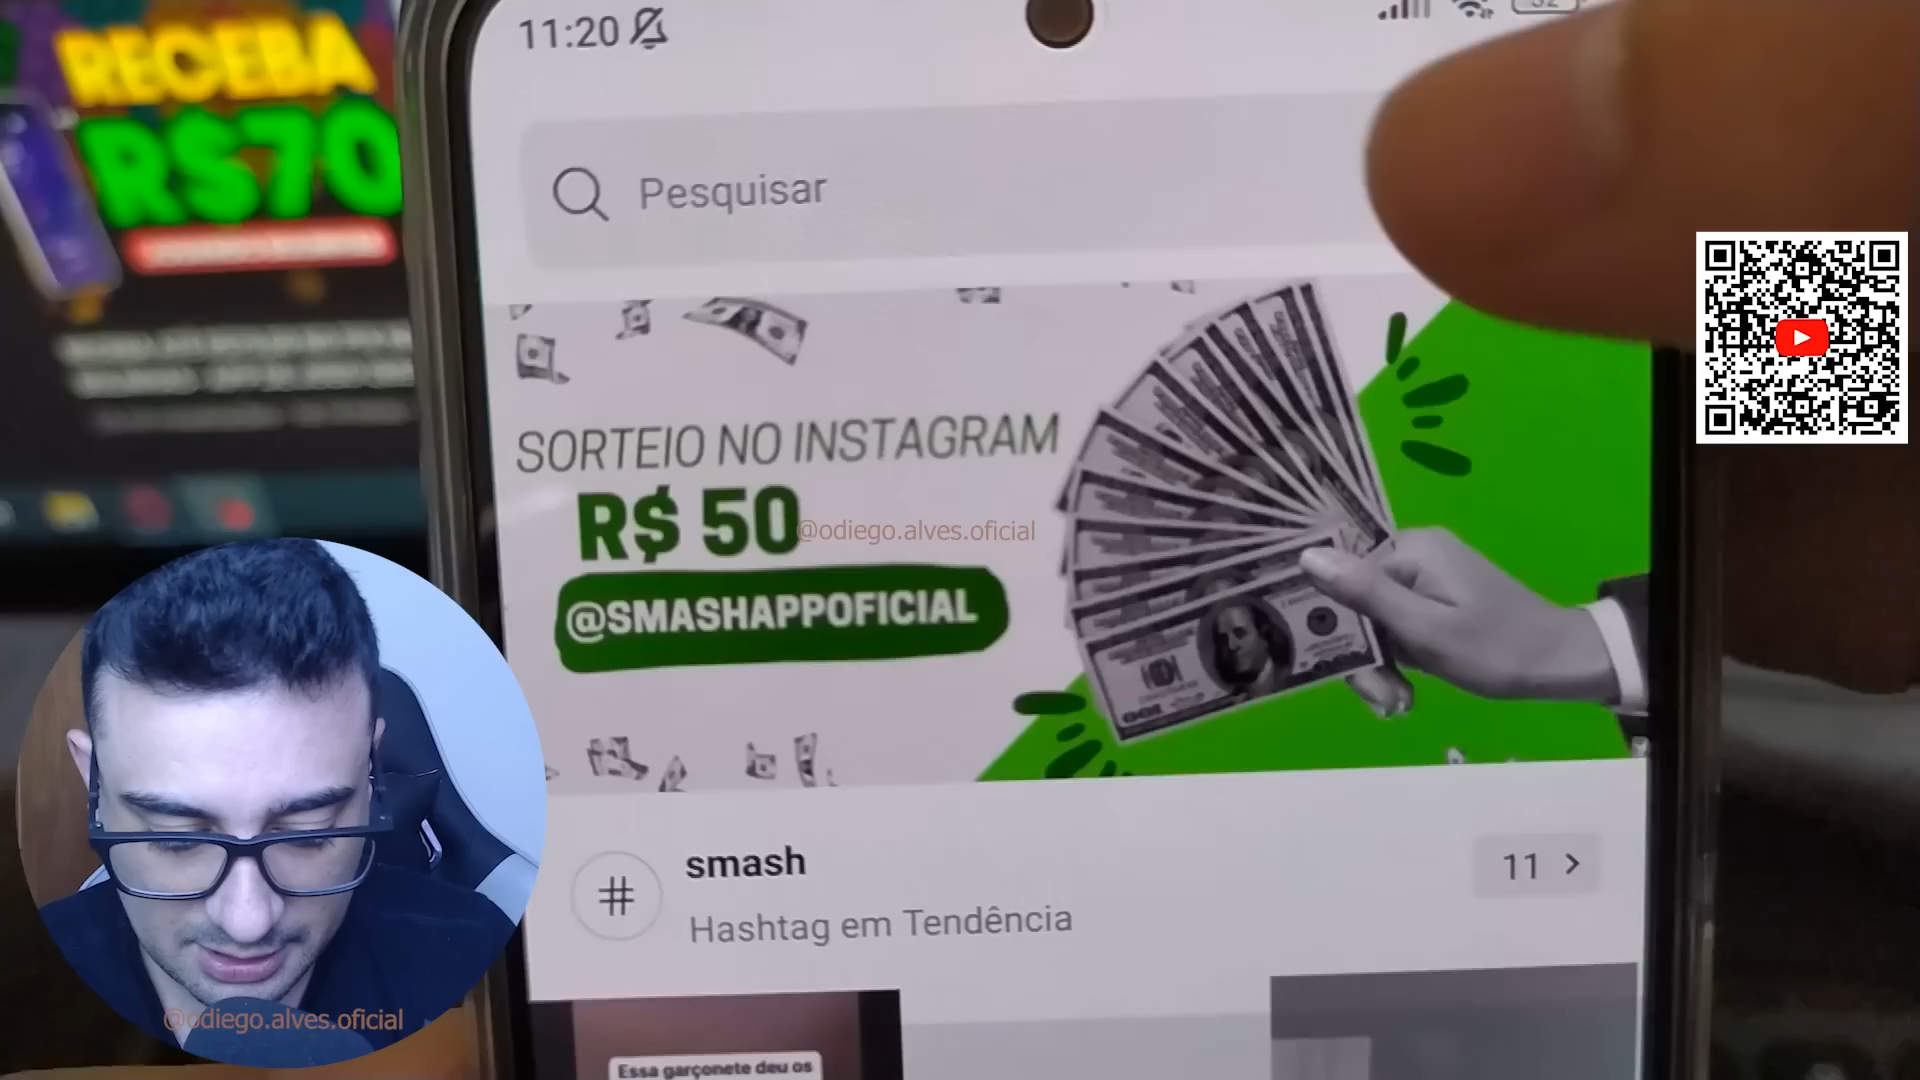 RECEBA
R$70
11:20
Pesquisar
SORTEIO NO INSTAGRAM
R$ 50
@odiego.alves.oficial
@SMASHAPPOFICIAL
smash
11
Hashtag em Tendência
Essa garçonete deu os
@odiego.alves.oficial